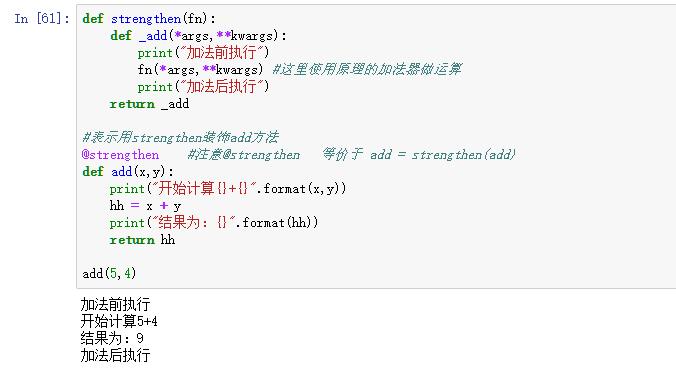 In [61]:
def strengthen(fn):
    def _add(*args,**kwargs):
        print("加法前执行")
        fn(*args,**kwargs) #这里使用原理的加法器做运算
        print("加法后执行")
    return _add
#表示用strengthen装饰add方法
@strengthen    #注意@strengthen   等价于 add = strengthen(add)
def add(x,y):
    print("开始计算{}+{}".format(x,y))
    hh = x + y
    print("结果为：{}".format(hh))
    return hh
add(5,4)
加法前执行
开始计算5+4
结果为：9
加法后执行